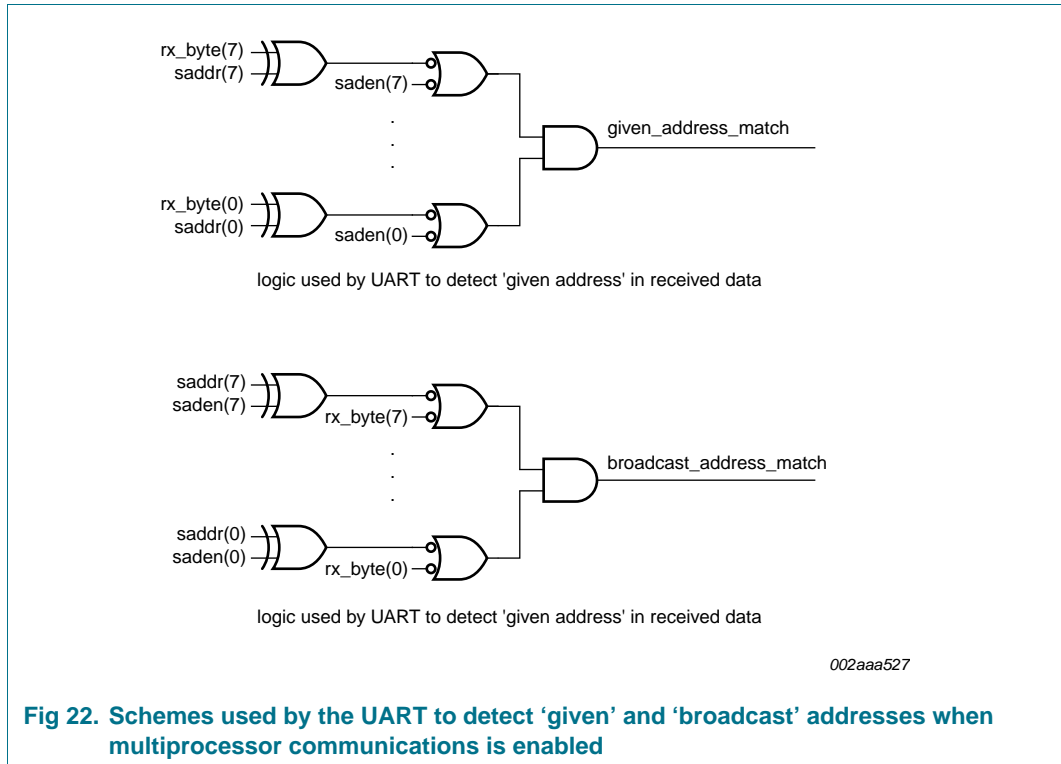 rx_byte(7)
saddr(7)
saden(7)
given_address_match
rx_byte(0)
saddr(0)
saden(0)
logic used by UART to detect 'given address' in received data
saddr(7)
saden(7)
rx_byte(7)
broadcast_address_match
saddr(0)
saden(0)
rx_byte(0)
logic used by UART to detect 'given address' in received data
002aaa527
Fig 22. Schemes used by the UART to detect ‘given’ and ‘broadcast’ addresses when
multiprocessor communications is enabled